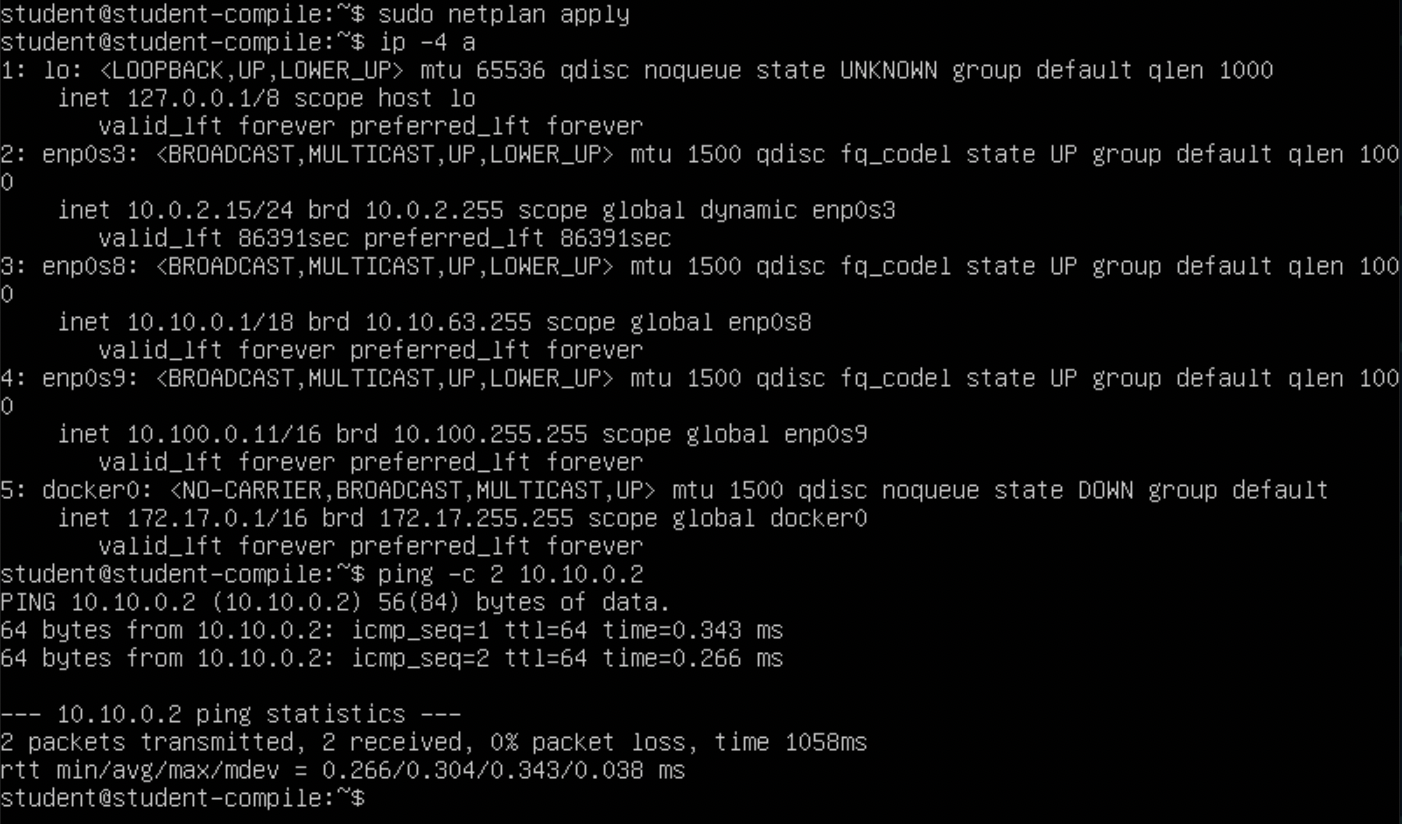 student@student-compile:~$ sudo netplan apply
student@student-compile:~$ ip -4 a
1: lo: <LOOPBACK,UP,LOWER_UP> mtu 65536 qdisc noqueue state UNKNOWN group default qlen 1000
    inet 127.0.0.1/8 scope host lo
       valid_lft forever preferred_lft forever
2: enp0s3: <BROADCAST,MULTICAST,UP,LOWER_UP> mtu 1500 qdisc fq_codel state UP group default qlen 100
0
    inet 10.0.2.15/24 brd 10.0.2.255 scope global dynamic enp0s3
       valid_lft 86391sec preferred_lft 86391sec
3: enp0s8: <BROADCAST,MULTICAST,UP,LOWER_UP> mtu 1500 qdisc fq_codel state UP group default qlen 100
0
    inet 10.10.0.1/18 brd 10.10.63.255 scope global enp0s8
       valid_lft forever preferred_lft forever
4: enp0s9: <BROADCAST,MULTICAST,UP,LOWER_UP> mtu 1500 qdisc fq_codel state UP group default qlen 100
0
    inet 10.100.0.11/16 brd 10.100.255.255 scope global enp0s9
       valid_lft forever preferred_lft forever
5: docker0: <NO-CARRIER,BROADCAST,MULTICAST,UP> mtu 1500 qdisc noqueue state DOWN group default
    inet 172.17.0.1/16 brd 172.17.255.255 scope global docker0
       valid_lft forever preferred_lft forever
student@student-compile:~$ ping -c 2 10.10.0.2
PING 10.10.0.2 (10.10.0.2) 56(84) bytes of data.
64 bytes from 10.10.0.2: icmp_seq=1 ttl=64 time=0.343 ms
64 bytes from 10.10.0.2: icmp_seq=2 ttl=64 time=0.266 ms

--- 10.10.0.2 ping statistics ---
2 packets transmitted, 2 received, 0% packet loss, time 1058ms
rtt min/avg/max/mdev = 0.266/0.304/0.343/0.038 ms
student@student-compile:~$